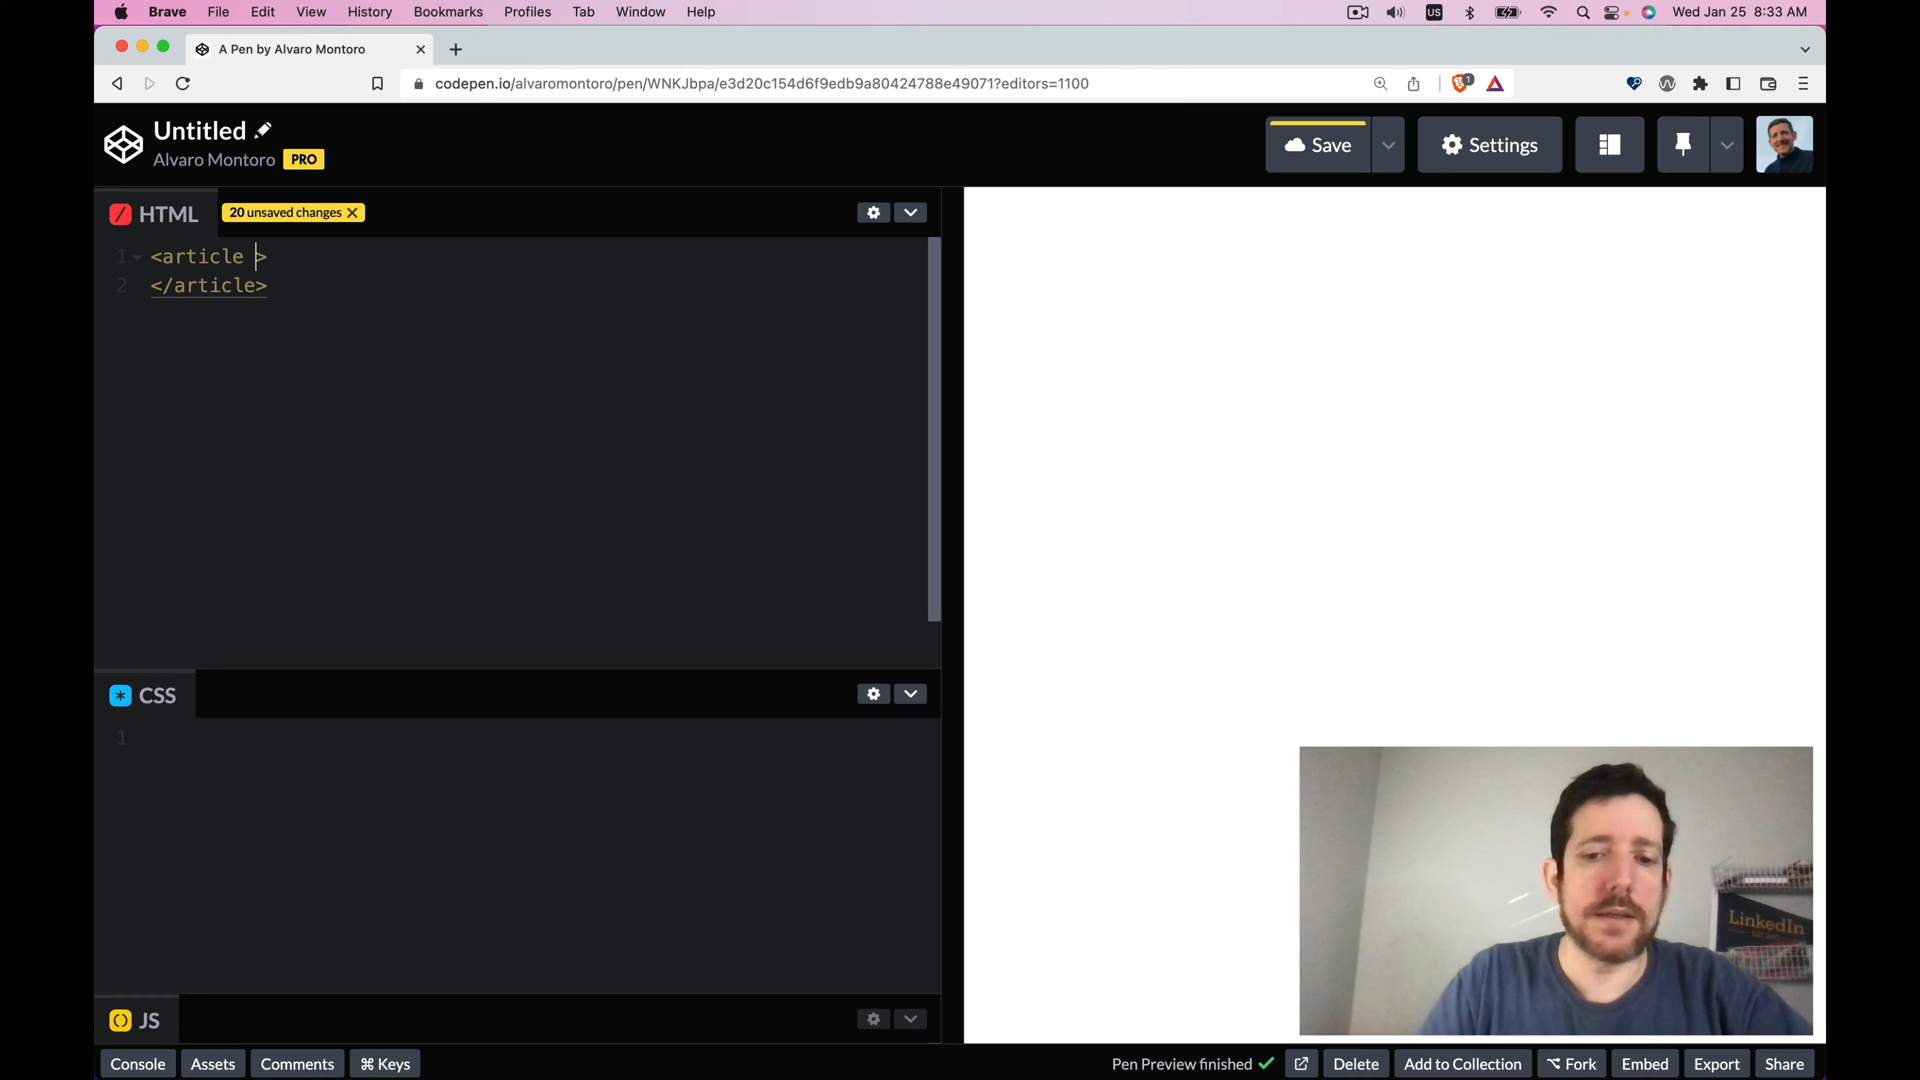 Brave File Edit View History Bookmarks Profiles Tab Window Help US Wed Jan 25 8:33 AM
A Pen by Alvaro Montoro
codepen.io/alvaromontoro/pen/WNKJbpa/e3d20c154d6f9edb9a80424788e49071?editors=1100 1
Untitled
Alvaro Montoro PRO
Save Settings
HTML 20 unsaved changes
1 <article >
2 </article>
CSS
1
LinkedIn
JS
Console Assets Comments ⌘ Keys Pen Preview finished Delete Add to Collection Fork Embed Export Share